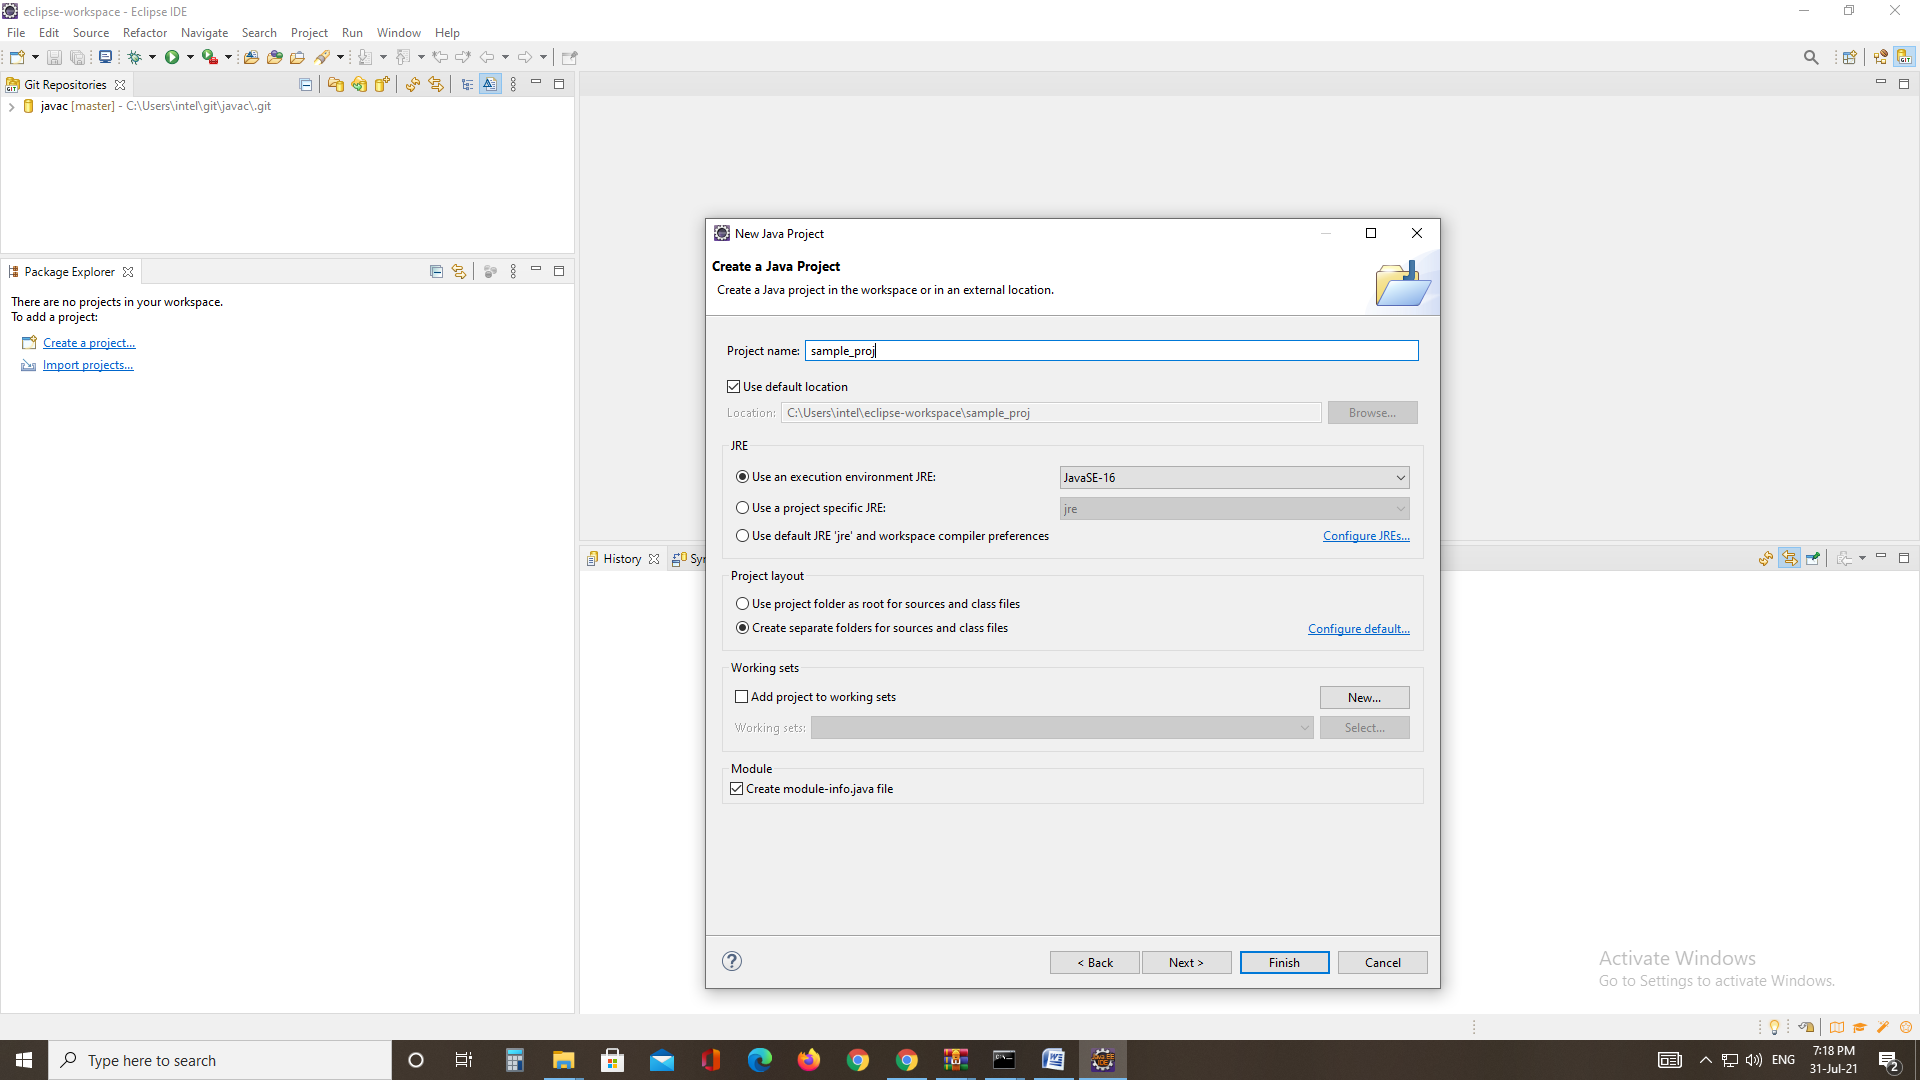 eclipse-workspace - Eclipse IDE
File Edit Source Refactor Navigate Search Project Run Window Help
Git Repositories
javac [master] - C:\Users\intel\git\javac\.git
Package Explorer
There are no projects in your workspace.
To add a project:
Create a project...
Import projects...
History
Syn
New Java Project
Create a Java Project
Create a Java project in the workspace or in an external location.
Project name: sample_proj
Use default location
Location: C:\Users\intel\eclipse-workspace\sample_proj Browse...
JRE
Use an execution environment JRE: JavaSE-16
Use a project specific JRE: jre
Use default JRE 'jre' and workspace compiler preferences Configure JREs...
Project layout
Use project folder as root for sources and class files
Create separate folders for sources and class files Configure default...
Working sets
Add project to working sets New...
Working sets: Select...
Module
Create module-info.java file
< Back Next > Finish Cancel
Activate Windows
Go to Settings to activate Windows.
Type here to search
ENG
7:18 PM
31-Jul-21
2